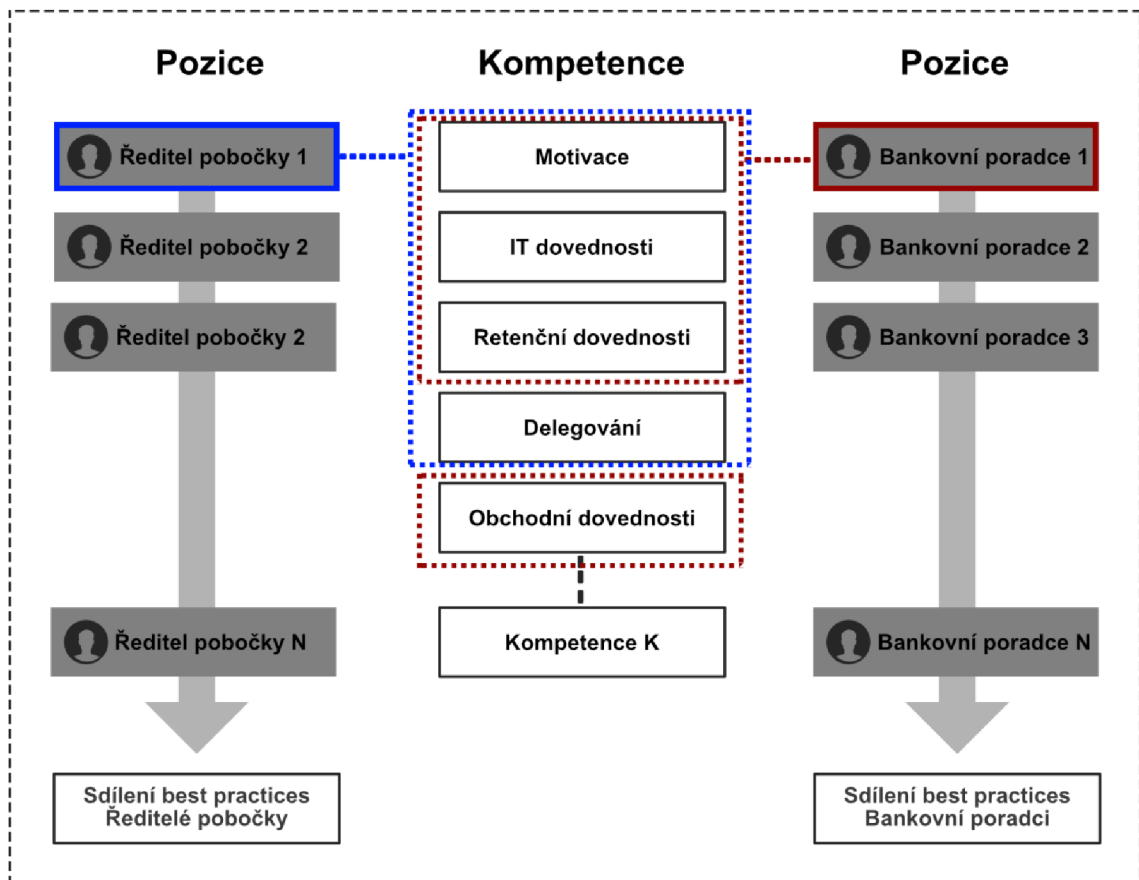 Pozice
Kompetence
Pozice
Ředitel pobočky 1
Motivace
Bankovní poradce 1
Ředitel pobočky 2
IT dovednosti
Bankovní poradce 2
Ředitel pobočky 2
Retenční dovednosti
Bankovní poradce 3
Delegování
Obchodní dovednosti
Ředitel pobočky N
Kompetence K
Bankovní poradce N
Sdílení best practices
Ředitelé pobočky
Sdílení best practices
Bankovní poradci